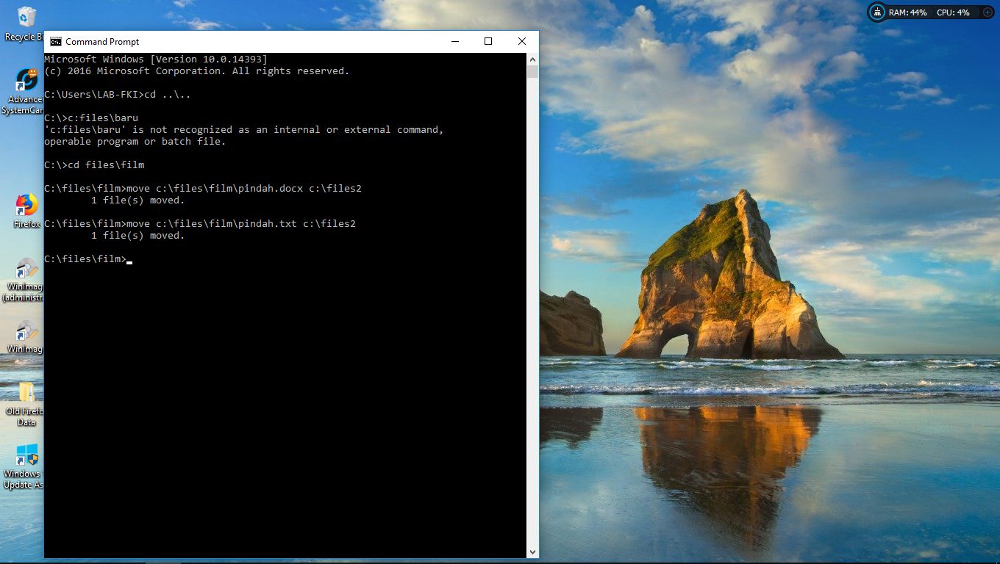 Recycle Bi
Advance
SystemCar
Firefox
WinImag
(administr
WinImag
Old Firefo
Data
Windows
Update As
Command Prompt
Microsoft Windows [Version 10.0.14393]
(c) 2016 Microsoft Corporation. All rights reserved.
C:\Users\LAB-FKI>cd ..\..
C:\>c:files\baru
'c:files\baru' is not recognized as an internal or external command,
operable program or batch file.
C:\>cd files\film
C:\files\film>move c:\files\film\pindah.docx c:\files2
1 file(s) moved.
C:\files\film>move c:\files\film\pindah.txt c:\files2
1 file(s) moved.
C:\files\film>
RAM: 44% CPU: 4%